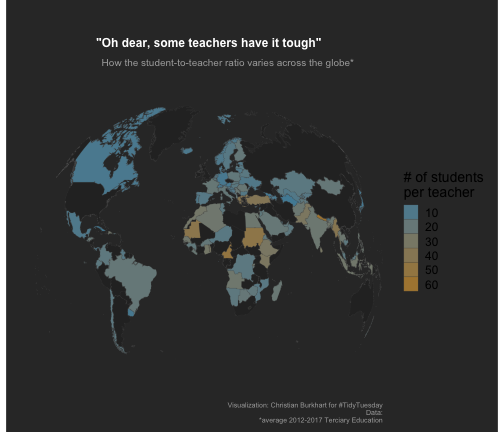 "Oh dear, some teachers have it tough"
How the student-to-teacher ratio varies across the globe*
# of students
per teacher
10
20
30
40
50
60
Visualization: Christian Burkhart for #TidyTuesday
Data:
*average 2012-2017 Terciary Education